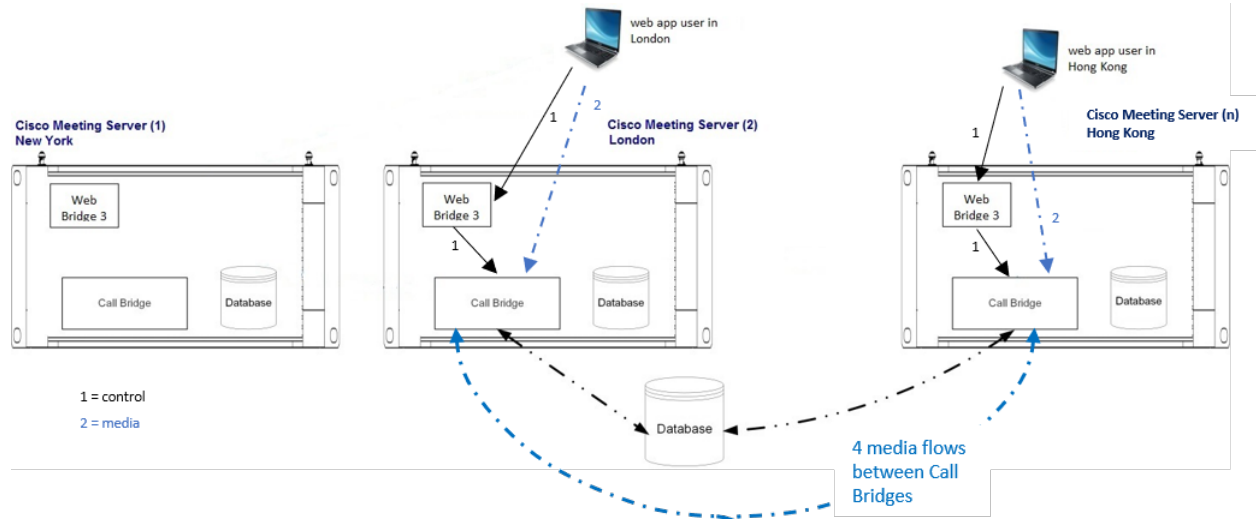 web app user in
London
web app user in
Hong Kong
Cisco Meeting Server (1)
New York
Cisco Meeting Server (2)
London
Cisco Meeting Server (n)
Hong Kong
1
2
1
2
Web
Bridge 3
Web
Bridge 3
Web
Bridge 3
1
1
Call Bridge
Database
Call Bridge
Database
Call Bridge
Database
1 = control
2 = media
Database
4 media flows
between Call
Bridges